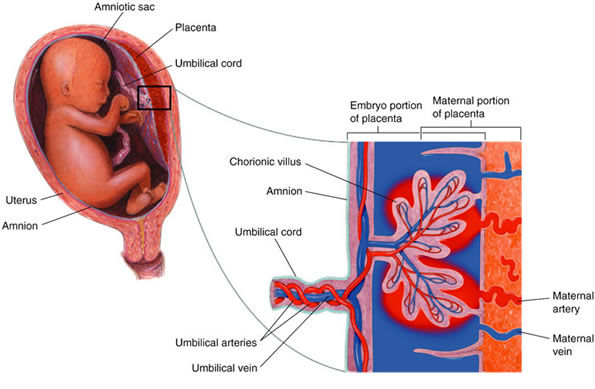 Amniotic sac
Placenta
Umbilical cord
Uterus
Amnion
Embryo portion
of placenta
Maternal portion
of placenta
Chorionic villus
Amnion
Umbilical cord
Umbilical arteries
Umbilical vein
Maternal
artery
Maternal
vein